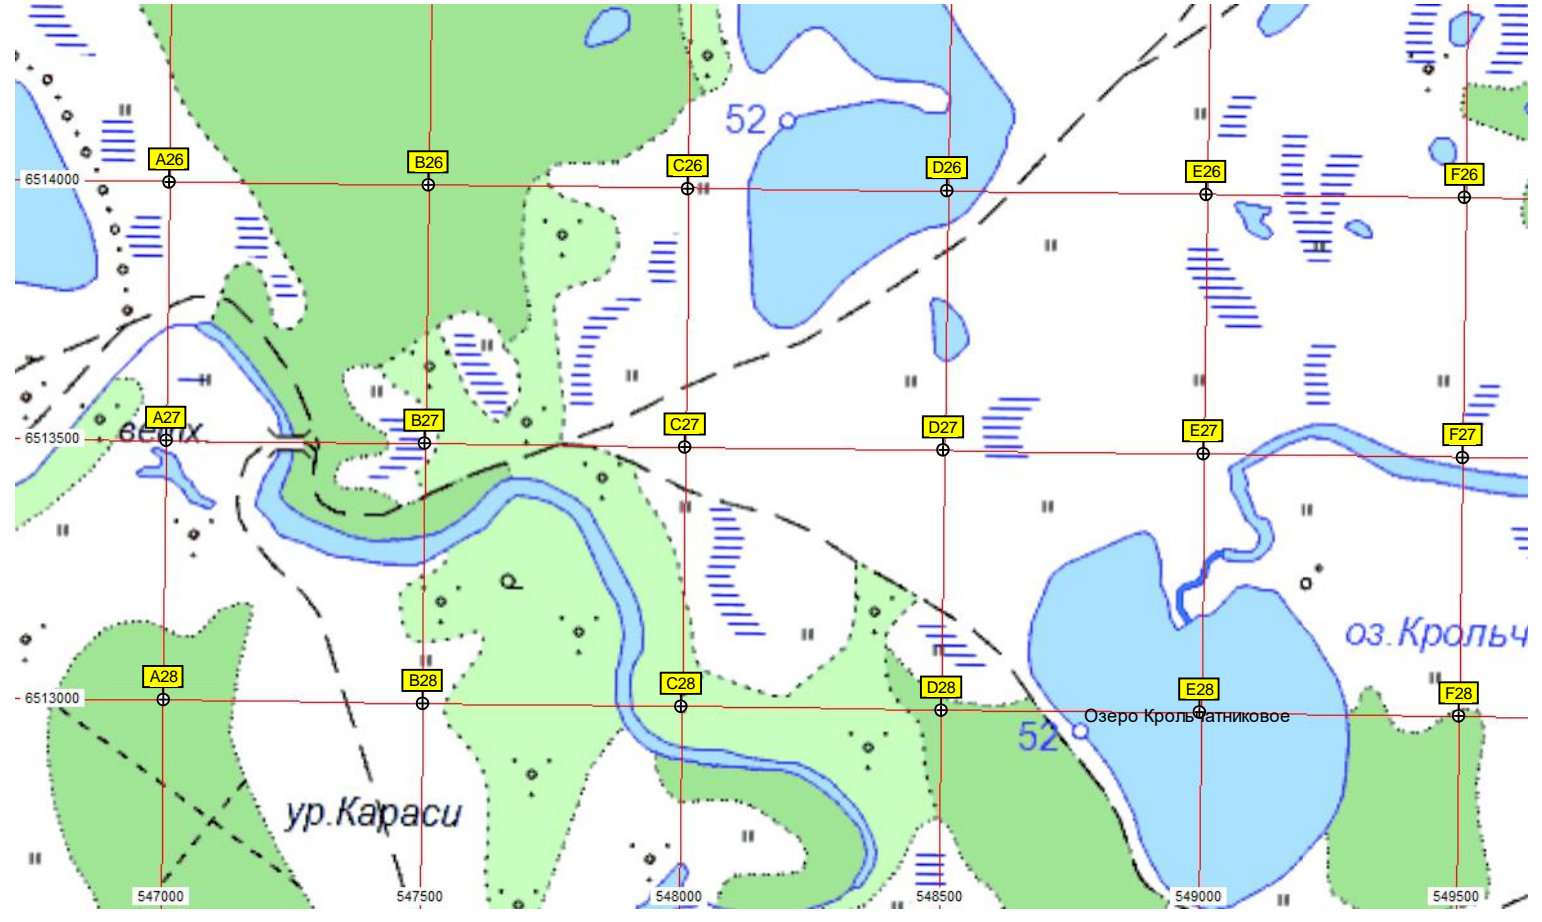 52
A26 B26 C26 D26 E26 F26
6514000
A27 B27 C27 D27 E27 F27
6513500
оз.Крольч
A28 B28 C28 D28 E28 F28
6513000
Озеро Крольчатниковое
52
ур.Караси
547000 547500 548000 548500 549000 549500